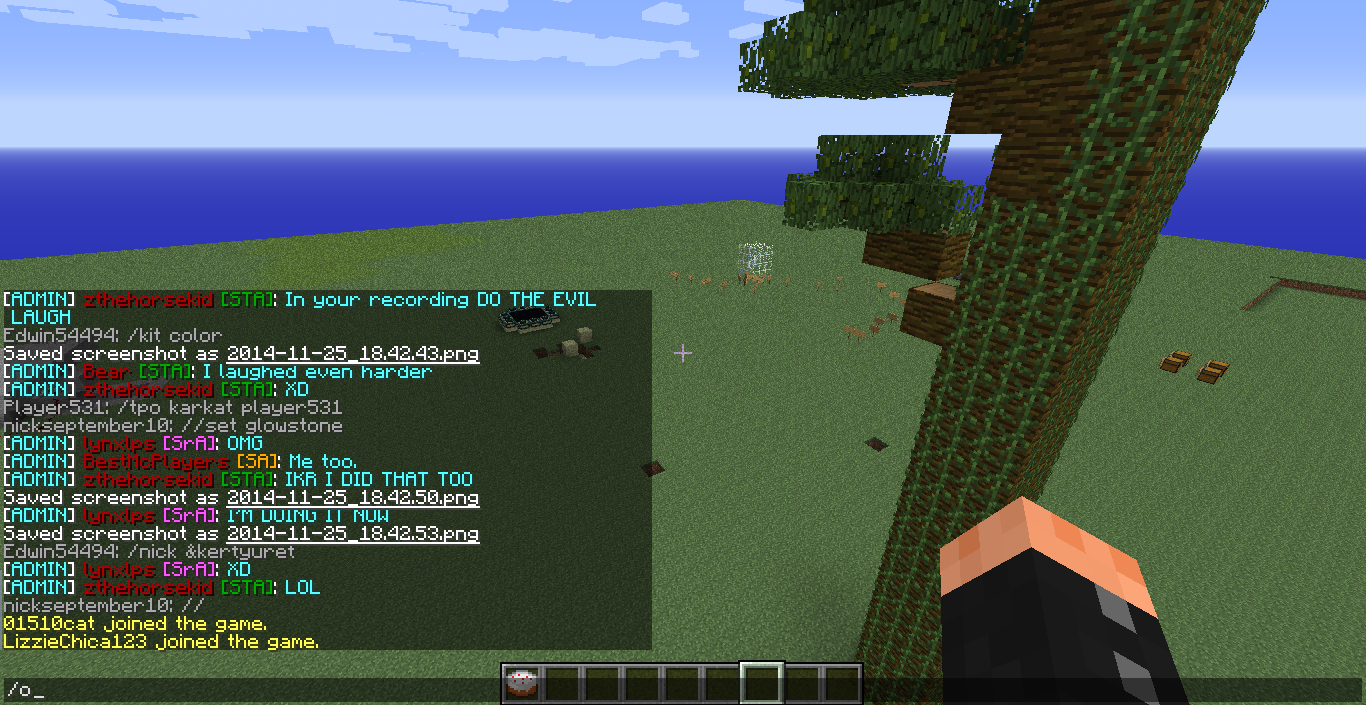 [ADMIN] zthehorsekid [STA]: In your recording DO THE EVIL
LAUGH
Edwin54494: /kit color
Saved screenshot as 2014-11-25_18.42.43.png
[ADMIN] Bear [STA]: I laughed even harder
[ADMIN] zthehorsekid [STA]: XD
Player531: /tpo karkat player531
nickseptember10: //set gloustone
[ADMIN] lynxlps [SrA]: OMG
[ADMIN] BestMcPlayers [SA]: Me too.
[ADMIN] zthehorsekid [STA]: IKR I DID THAT TOO
Saved screenshot as 2014-11-25_18.42.50.png
[ADMIN] lynxlps [SrA]: I'M DOING IT NOW
Saved screenshot as 2014-11-25_18.42.53.png
Edwin54494: /nick &kertyuret
[ADMIN] lynxlps [SrA]: XD
[ADMIN] zthehorsekid [STA]: LOL
nickseptember10: //
01510cat joined the game.
LizzieChica123 joined the game.
/o_